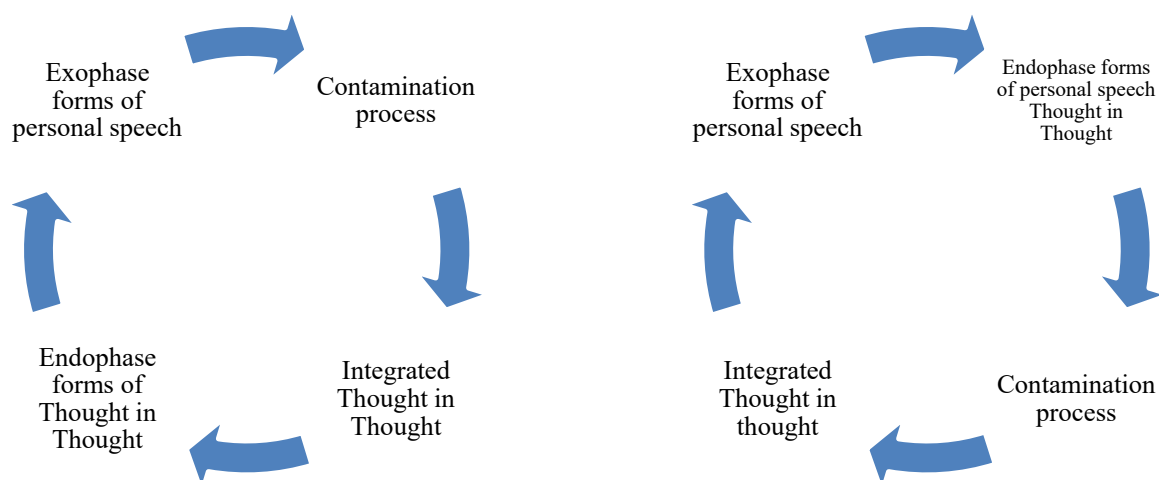 Exophase
forms of
personal speech
Contamination
process
Integrated
Thought in
Thought
Endophase
forms of
Thought in
Thought
Exophase
forms of
personal speech
Endophase forms
of personal speech
Thought in
Thought
Contamination
process
Integrated
Thought in
thought